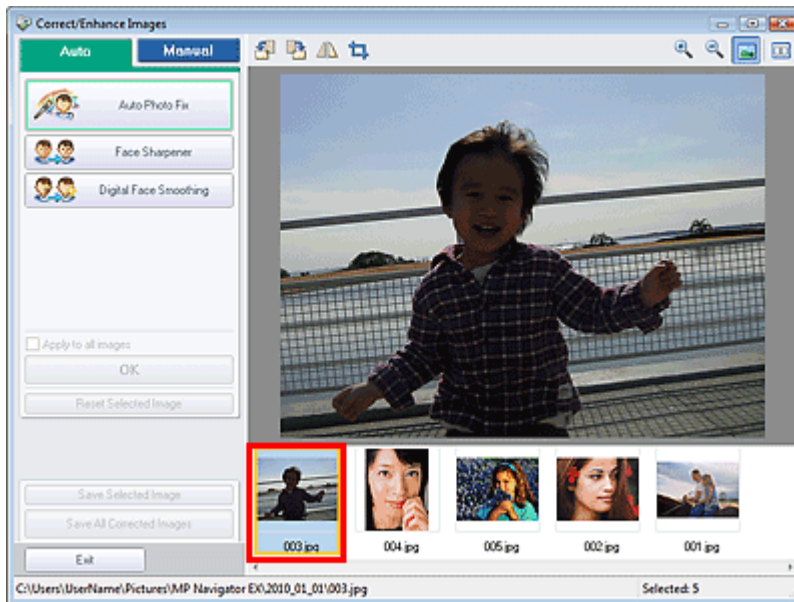 Correct/Enhance Images
Auto
Manual
Auto Photo Fix
Face Sharpener
Digital Face Smoothing
Apply to all images
OK
Reset Selected Image
Save Selected Image
Save All Corrected Images
Exit
003.jpg
004.jpg
005.jpg
002.jpg
001.jpg
C:\Users\UserName\Pictures\MP Navigator EX\2010_01_01\003.jpg
Selected: 5